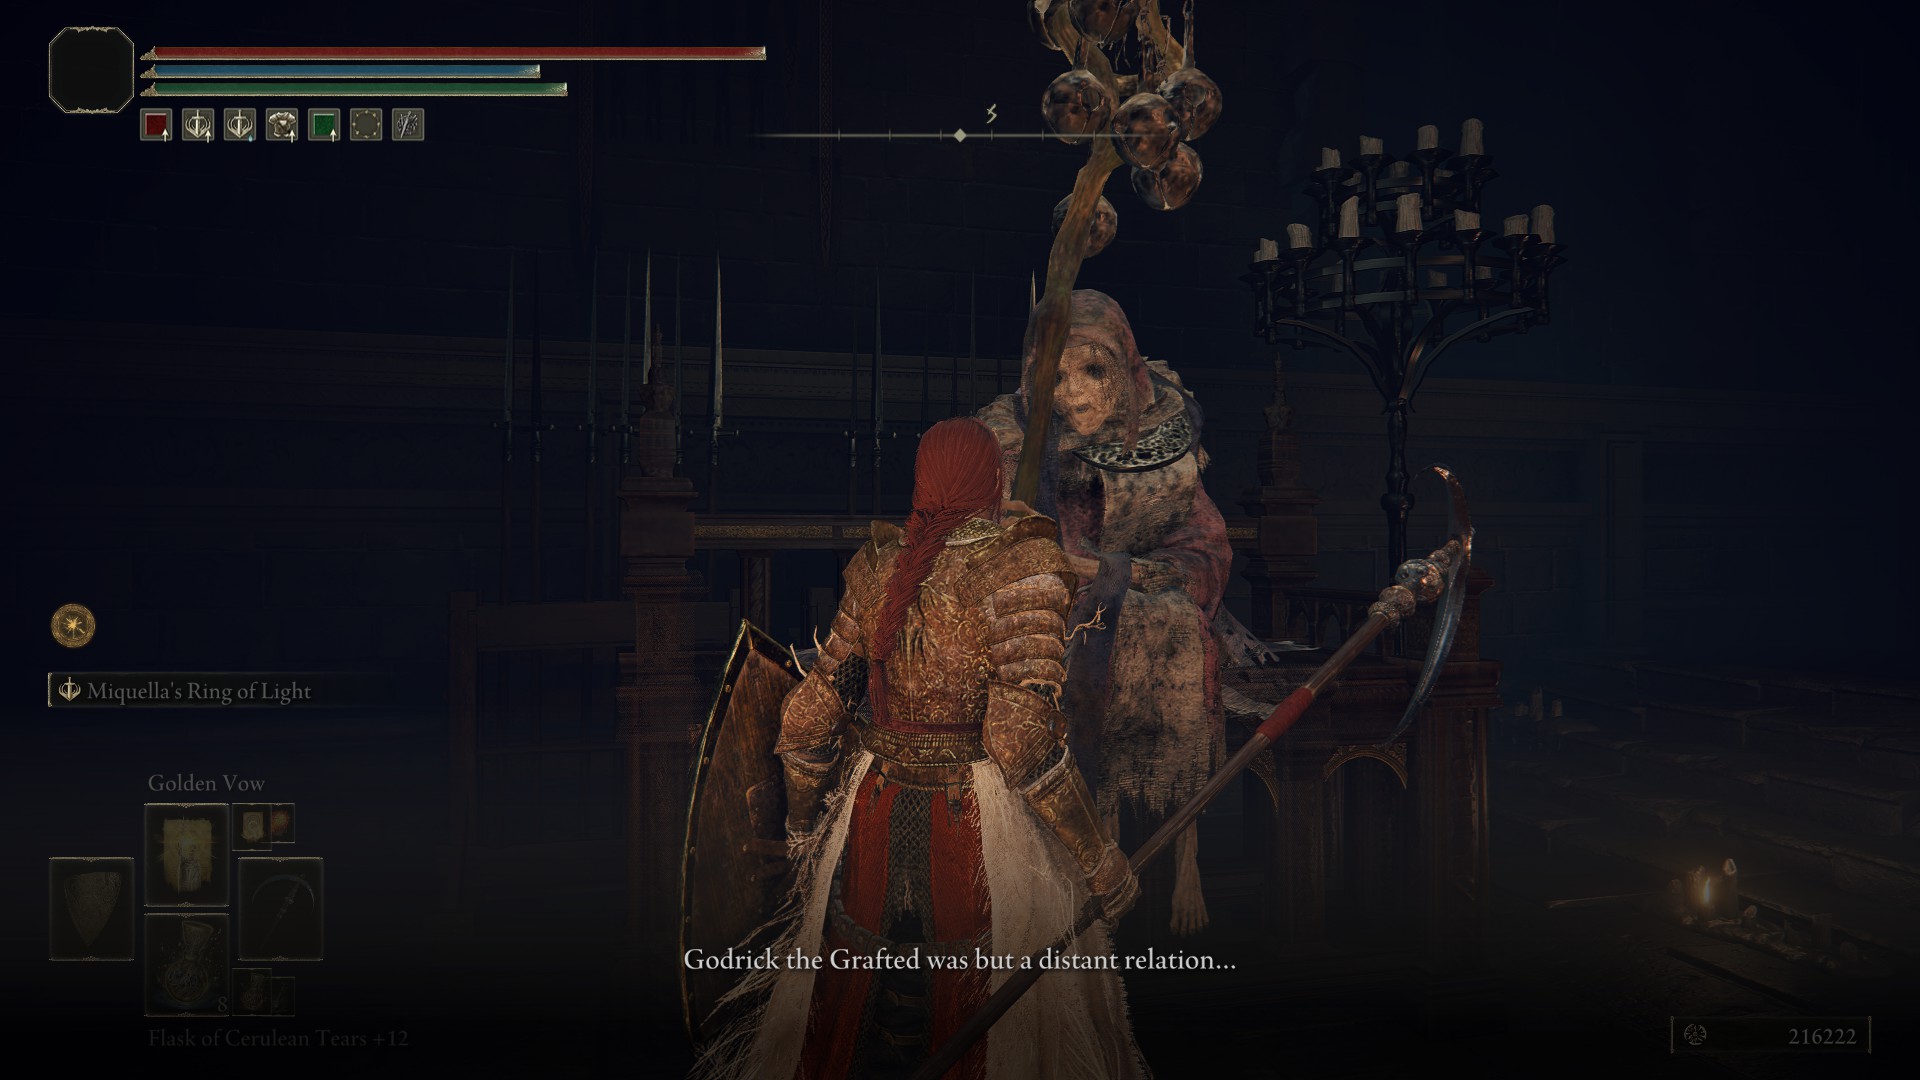 Miquella's Ring of Light
Golden Vow
8
Flask of Cerulean Tears +12
Godrick the Grafted was but a distant relation...
216222